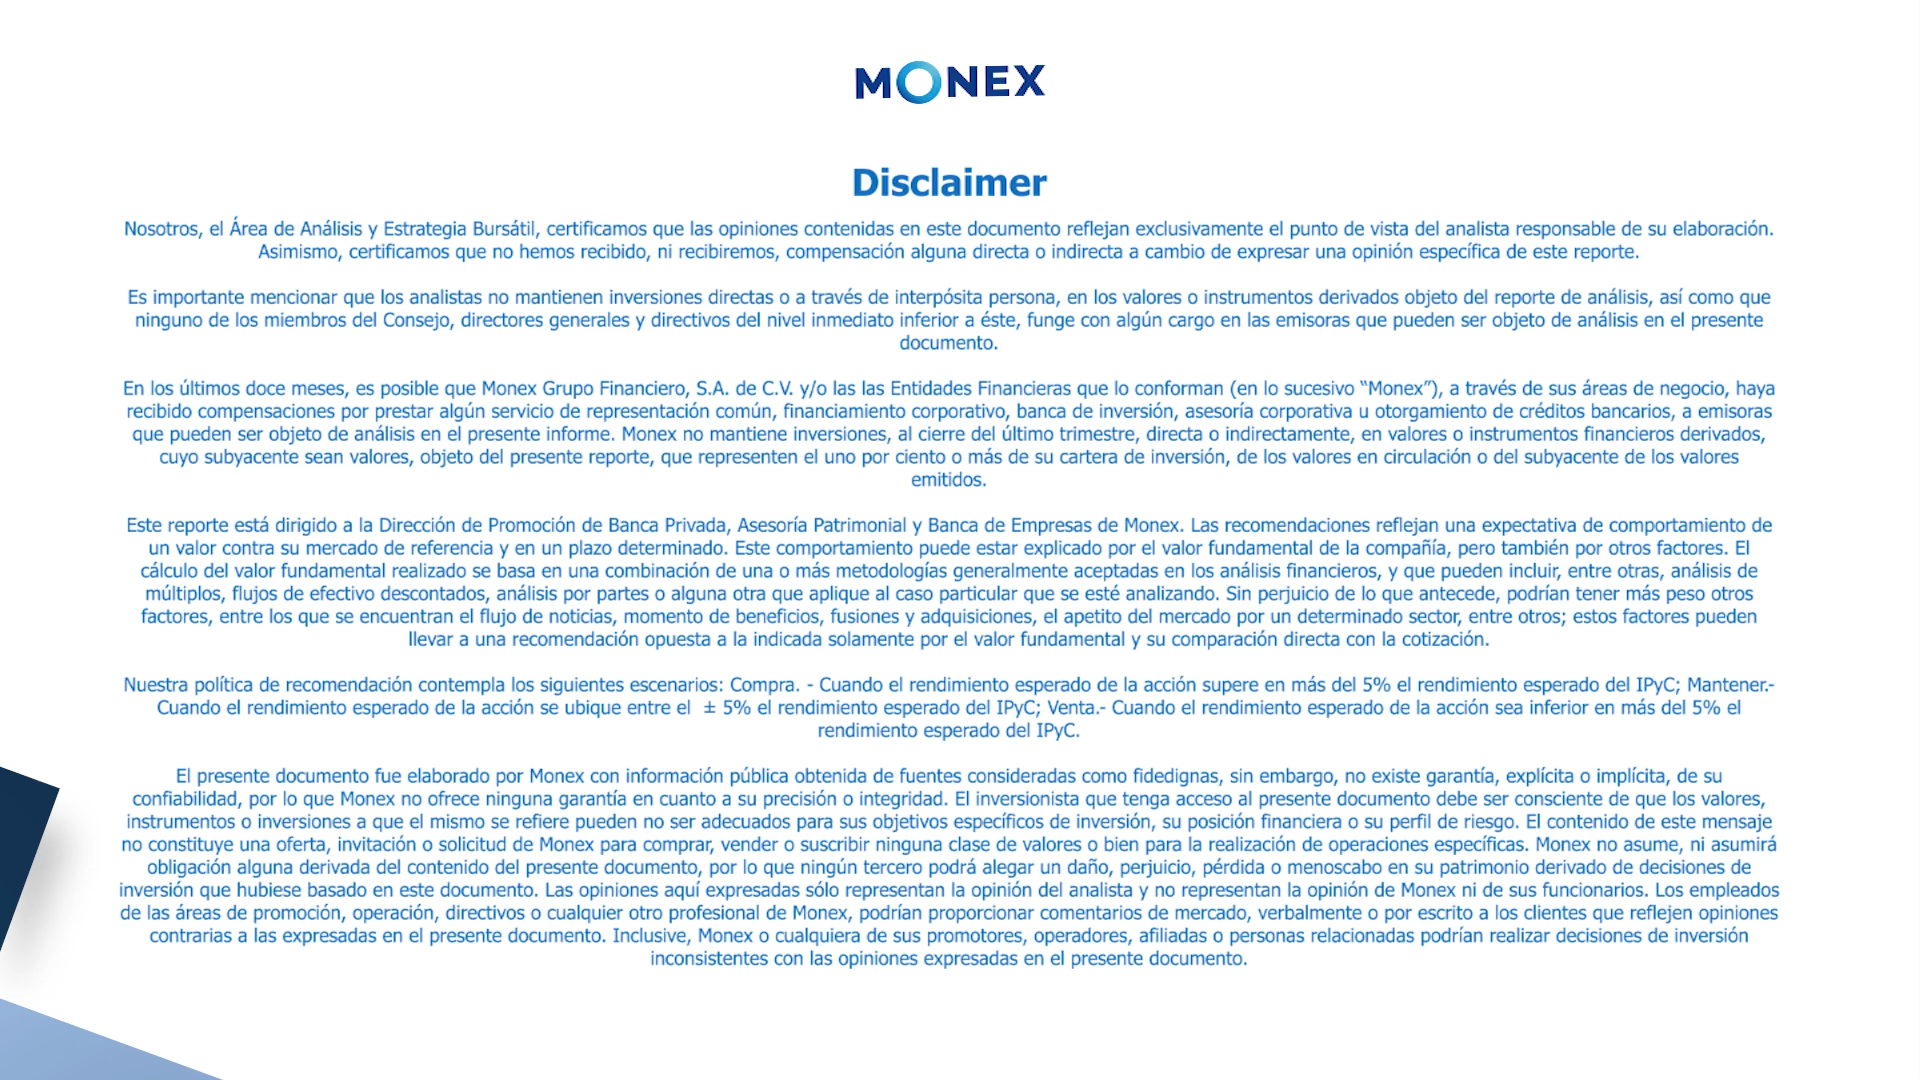 MONEX
Disclaimer
Nosotros, el Área de Análisis y Estrategia Bursátil, certificamos que las opiniones contenidas en este documento reflejan exclusivamente el punto de vista del analista responsable de su elaboración.
Asimismo, certificamos que no hemos recibido, ni recibiremos, compensación alguna directa o indirecta a cambio de expresar una opinión específica de este reporte.
Es importante mencionar que los analistas no mantienen inversiones directas o a través de interpósita persona, en los valores o instrumentos derivados objeto del reporte de análisis, así como que
ninguno de los miembros del Consejo, directores generales y directivos del nivel inmediato inferior a éste, funge con algún cargo en las emisoras que pueden ser objeto de análisis en el presente
documento.
En los últimos doce meses, es posible que Monex Grupo Financiero, S.A. de C.V. y/o las las Entidades Financieras que lo conforman (en lo sucesivo “Monex”), a través de sus áreas de negocio, haya
recibido compensaciones por prestar algún servicio de representación común, financiamiento corporativo, banca de inversión, asesoría corporativa u otorgamiento de créditos bancarios, a emisoras
que pueden ser objeto de análisis en el presente informe. Monex no mantiene inversiones, al cierre del último trimestre, directa o indirectamente, en valores o instrumentos financieros derivados,
cuyo subyacente sean valores, objeto del presente reporte, que representen el uno por ciento o más de su cartera de inversión, de los valores en circulación o del subyacente de los valores
emitidos.
Este reporte está dirigido a la Dirección de Promoción de Banca Privada, Asesoría Patrimonial y Banca de Empresas de Monex. Las recomendaciones reflejan una expectativa de comportamiento de
un valor contra su mercado de referencia y en un plazo determinado. Este comportamiento puede estar explicado por el valor fundamental de la compañía, pero también por otros factores. El
cálculo del valor fundamental realizado se basa en una combinación de una o más metodologías generalmente aceptadas en los análisis financieros, y que pueden incluir, entre otras, análisis de
múltiplos, flujos de efectivo descontados, análisis por partes o alguna otra que aplique al caso particular que se esté analizando. Sin perjuicio de lo que antecede, podrían tener más peso otros
factores, entre los que se encuentran el flujo de noticias, momento de beneficios, fusiones y adquisiciones, el apetito del mercado por un determinado sector, entre otros; estos factores pueden
llevar a una recomendación opuesta a la indicada solamente por el valor fundamental y su comparación directa con la cotización.
Nuestra política de recomendación contempla los siguientes escenarios: Compra. - Cuando el rendimiento esperado de la acción supere en más del 5% el rendimiento esperado del IPyC; Mantener.-
Cuando el rendimiento esperado de la acción se ubique entre el ± 5% el rendimiento esperado del IPyC; Venta.- Cuando el rendimiento esperado de la acción sea inferior en más del 5% el
rendimiento esperado del IPyC.
El presente documento fue elaborado por Monex con información pública obtenida de fuentes consideradas como fidedignas, sin embargo, no existe garantía, explícita o implícita, de su
confiabilidad, por lo que Monex no ofrece ninguna garantía en cuanto a su precisión o integridad. El inversionista que tenga acceso al presente documento debe ser consciente de que los valores,
instrumentos o inversiones a que el mismo se refiere pueden no ser adecuados para sus objetivos específicos de inversión, su posición financiera o su perfil de riesgo. El contenido de este mensaje
no constituye una oferta, invitación o solicitud de Monex para comprar, vender o suscribir ninguna clase de valores o bien para la realización de operaciones específicas. Monex no asume, ni asumirá
obligación alguna derivada del contenido del presente documento, por lo que ningún tercero podrá alegar un daño, perjuicio, pérdida o menoscabo en su patrimonio derivado de decisiones de
inversión que hubiese basado en este documento. Las opiniones aquí expresadas sólo representan la opinión del analista y no representan la opinión de Monex ni de sus funcionarios. Los empleados
de las áreas de promoción, operación, directivos o cualquier otro profesional de Monex, podrían proporcionar comentarios de mercado, verbalmente o por escrito a los clientes que reflejen opiniones
contrarias a las expresadas en el presente documento. Inclusive, Monex o cualquiera de sus promotores, operadores, afiliadas o personas relacionadas podrían realizar decisiones de inversión
inconsistentes con las opiniones expresadas en el presente documento.